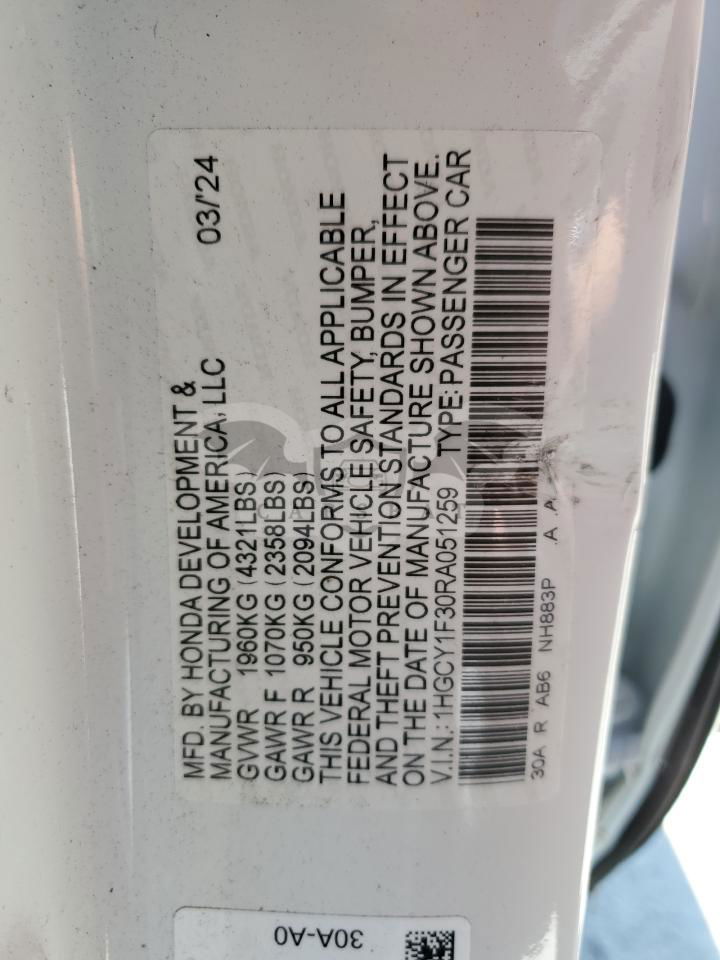 MFD. BY HONDA DEVELOPMENT &
MANUFACTURING OF AMERICA, LLC 03/'24
GVWR 1960KG (4321LBS)
GAWR F 1070KG (2358LBS)
GAWR R 950KG (2094LBS)
THIS VEHICLE CONFORMS TO ALL APPLICABLE
FEDERAL MOTOR VEHICLE SAFETY, BUMPER,
AND THEFT PREVENTION STANDARDS IN EFFECT
ON THE DATE OF MANUFACTURE SHOWN ABOVE.
V.I.N.:1HGCY1F30RA051259 TYPE:PASSENGER CAR
30A R AB6 NH883P A A
30A-A0